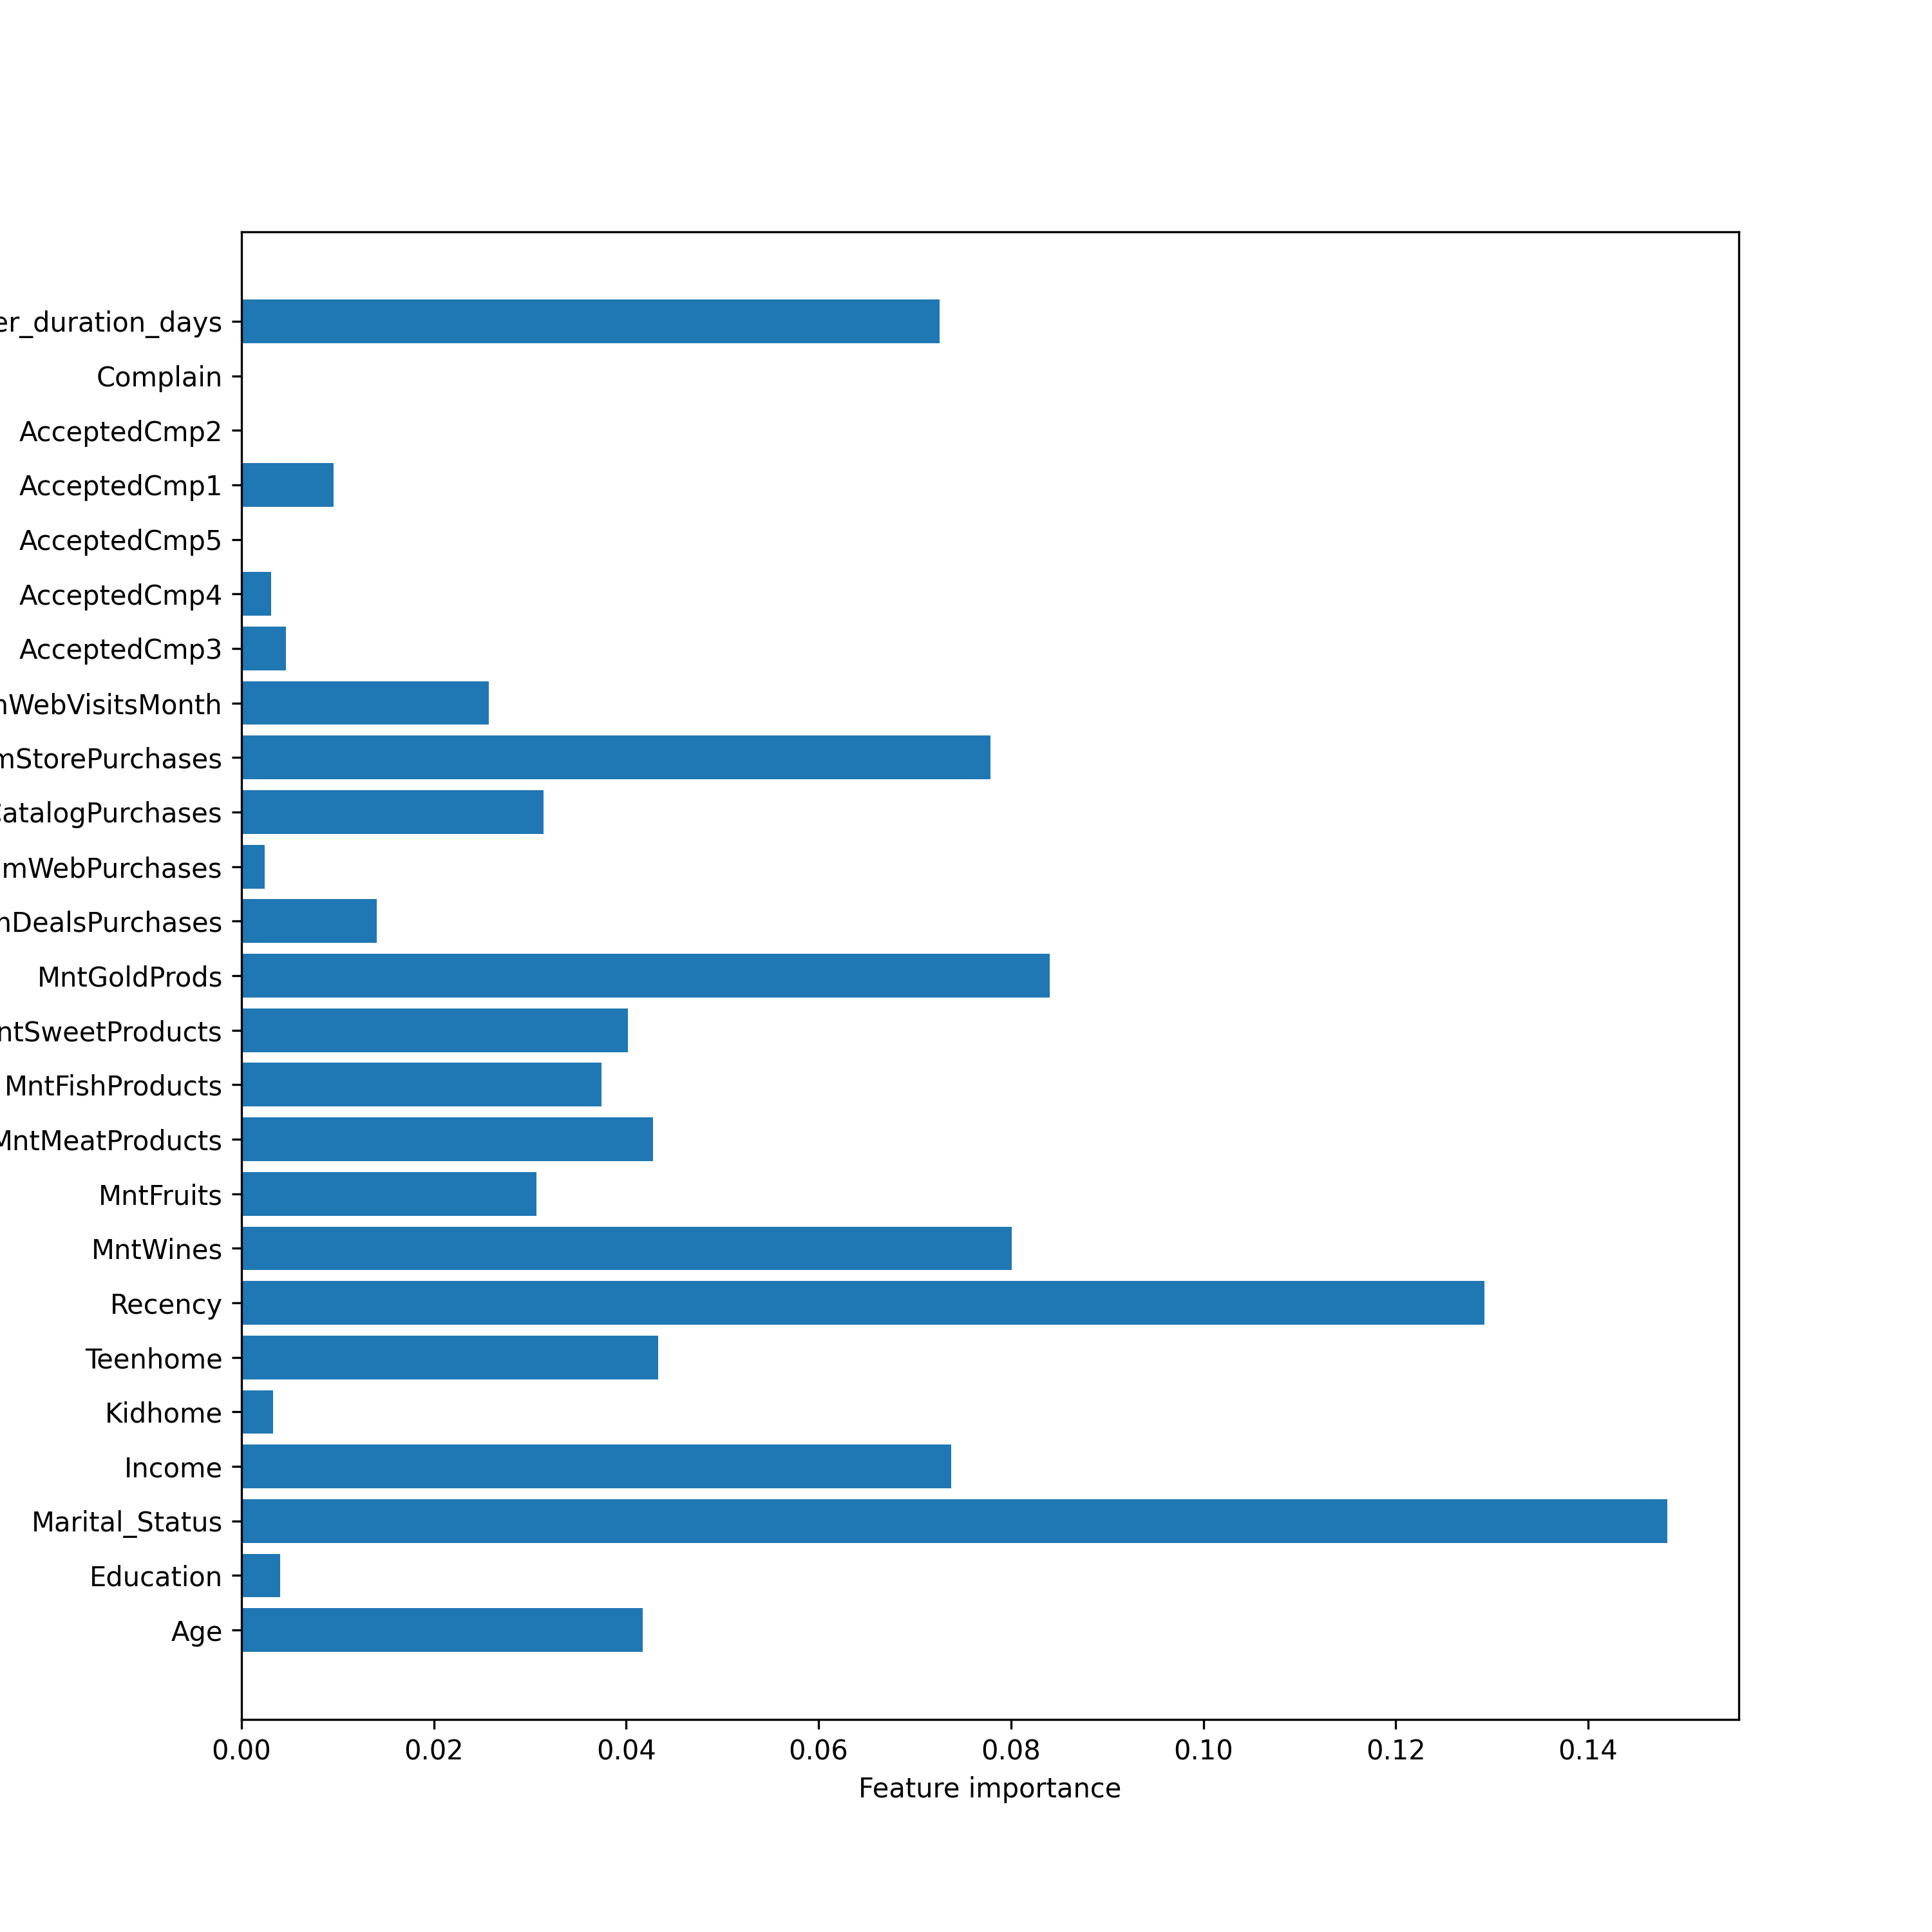 er_duration_days
Complain
AcceptedCmp2
AcceptedCmp1
AcceptedCmp5
AcceptedCmp4
AcceptedCmp3
WebVisitsMonth
mStorePurchases
atalogPurchases
mWebPurchases
DealsPurchases
MntGoldProds
ntSweetProducts
MntFishProducts
MntMeatProducts
MntFruits
MntWines
Recency
Teenhome
Kidhome
Income
Marital_Status
Education
Age
0.00 0.02 0.04 0.06 0.08 0.10 0.12 0.14
Feature importance